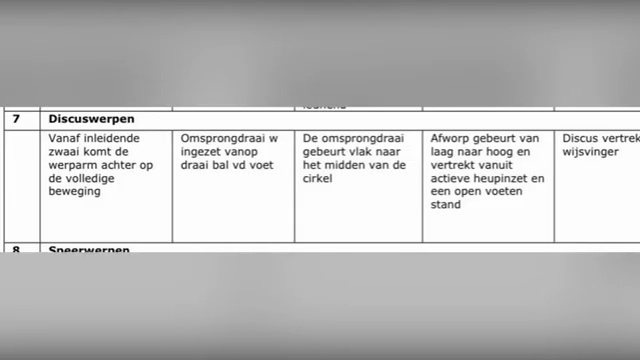 7 Discuswerpen
Vanaf inleidende
zwaai komt de
werparm achter op
de volledige
beweging
Omsprongdraai w
ingezet vanop
draai bal vd voet
De omsprongdraai
gebeurt vlak naar
het midden van de
cirkel
Afworp gebeurt van
laag naar hoog en
vertrekt vanuit
actieve heupinzet en
een open voeten
stand
Discus vertrek
wijsvinger
8 Speerwerpen